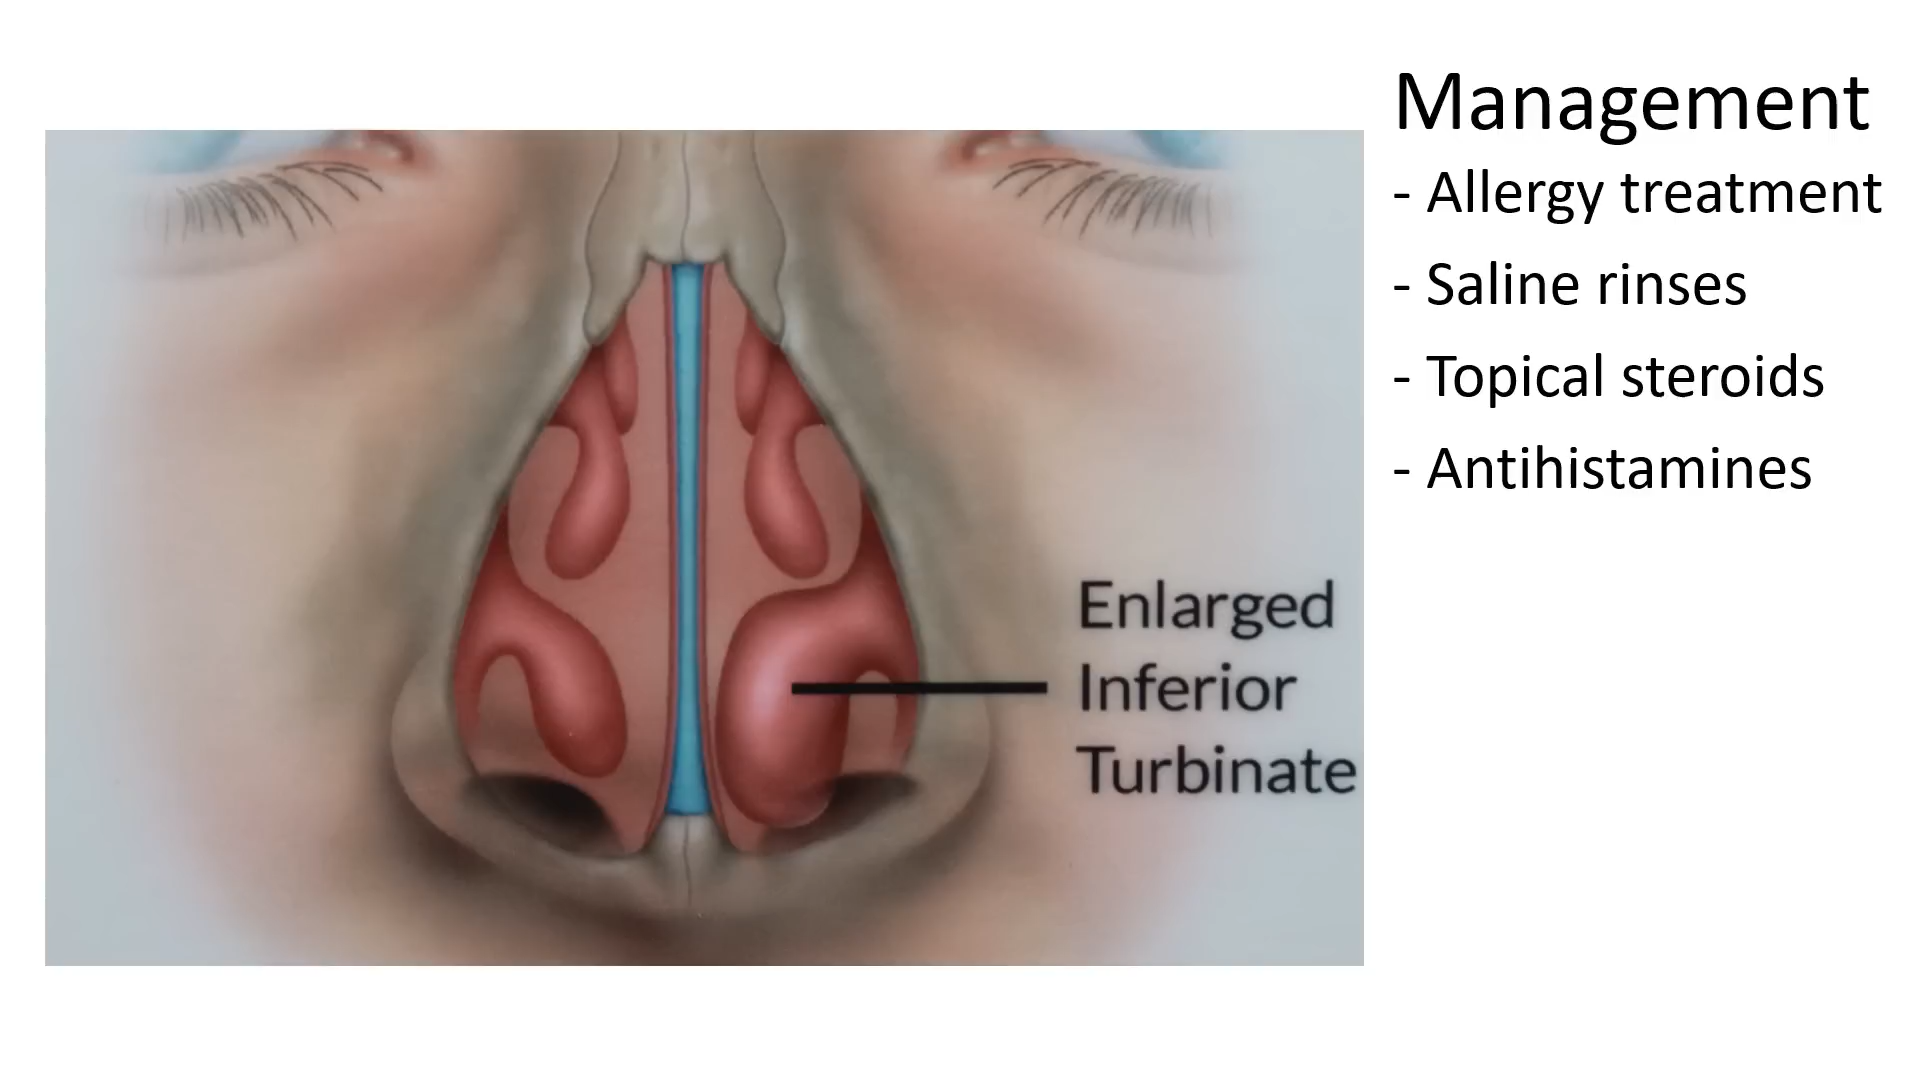 Management
- Allergy treatment
- Saline rinses
- Topical steroids
- Antihistamines
Enlarged
Inferior
Turbinate